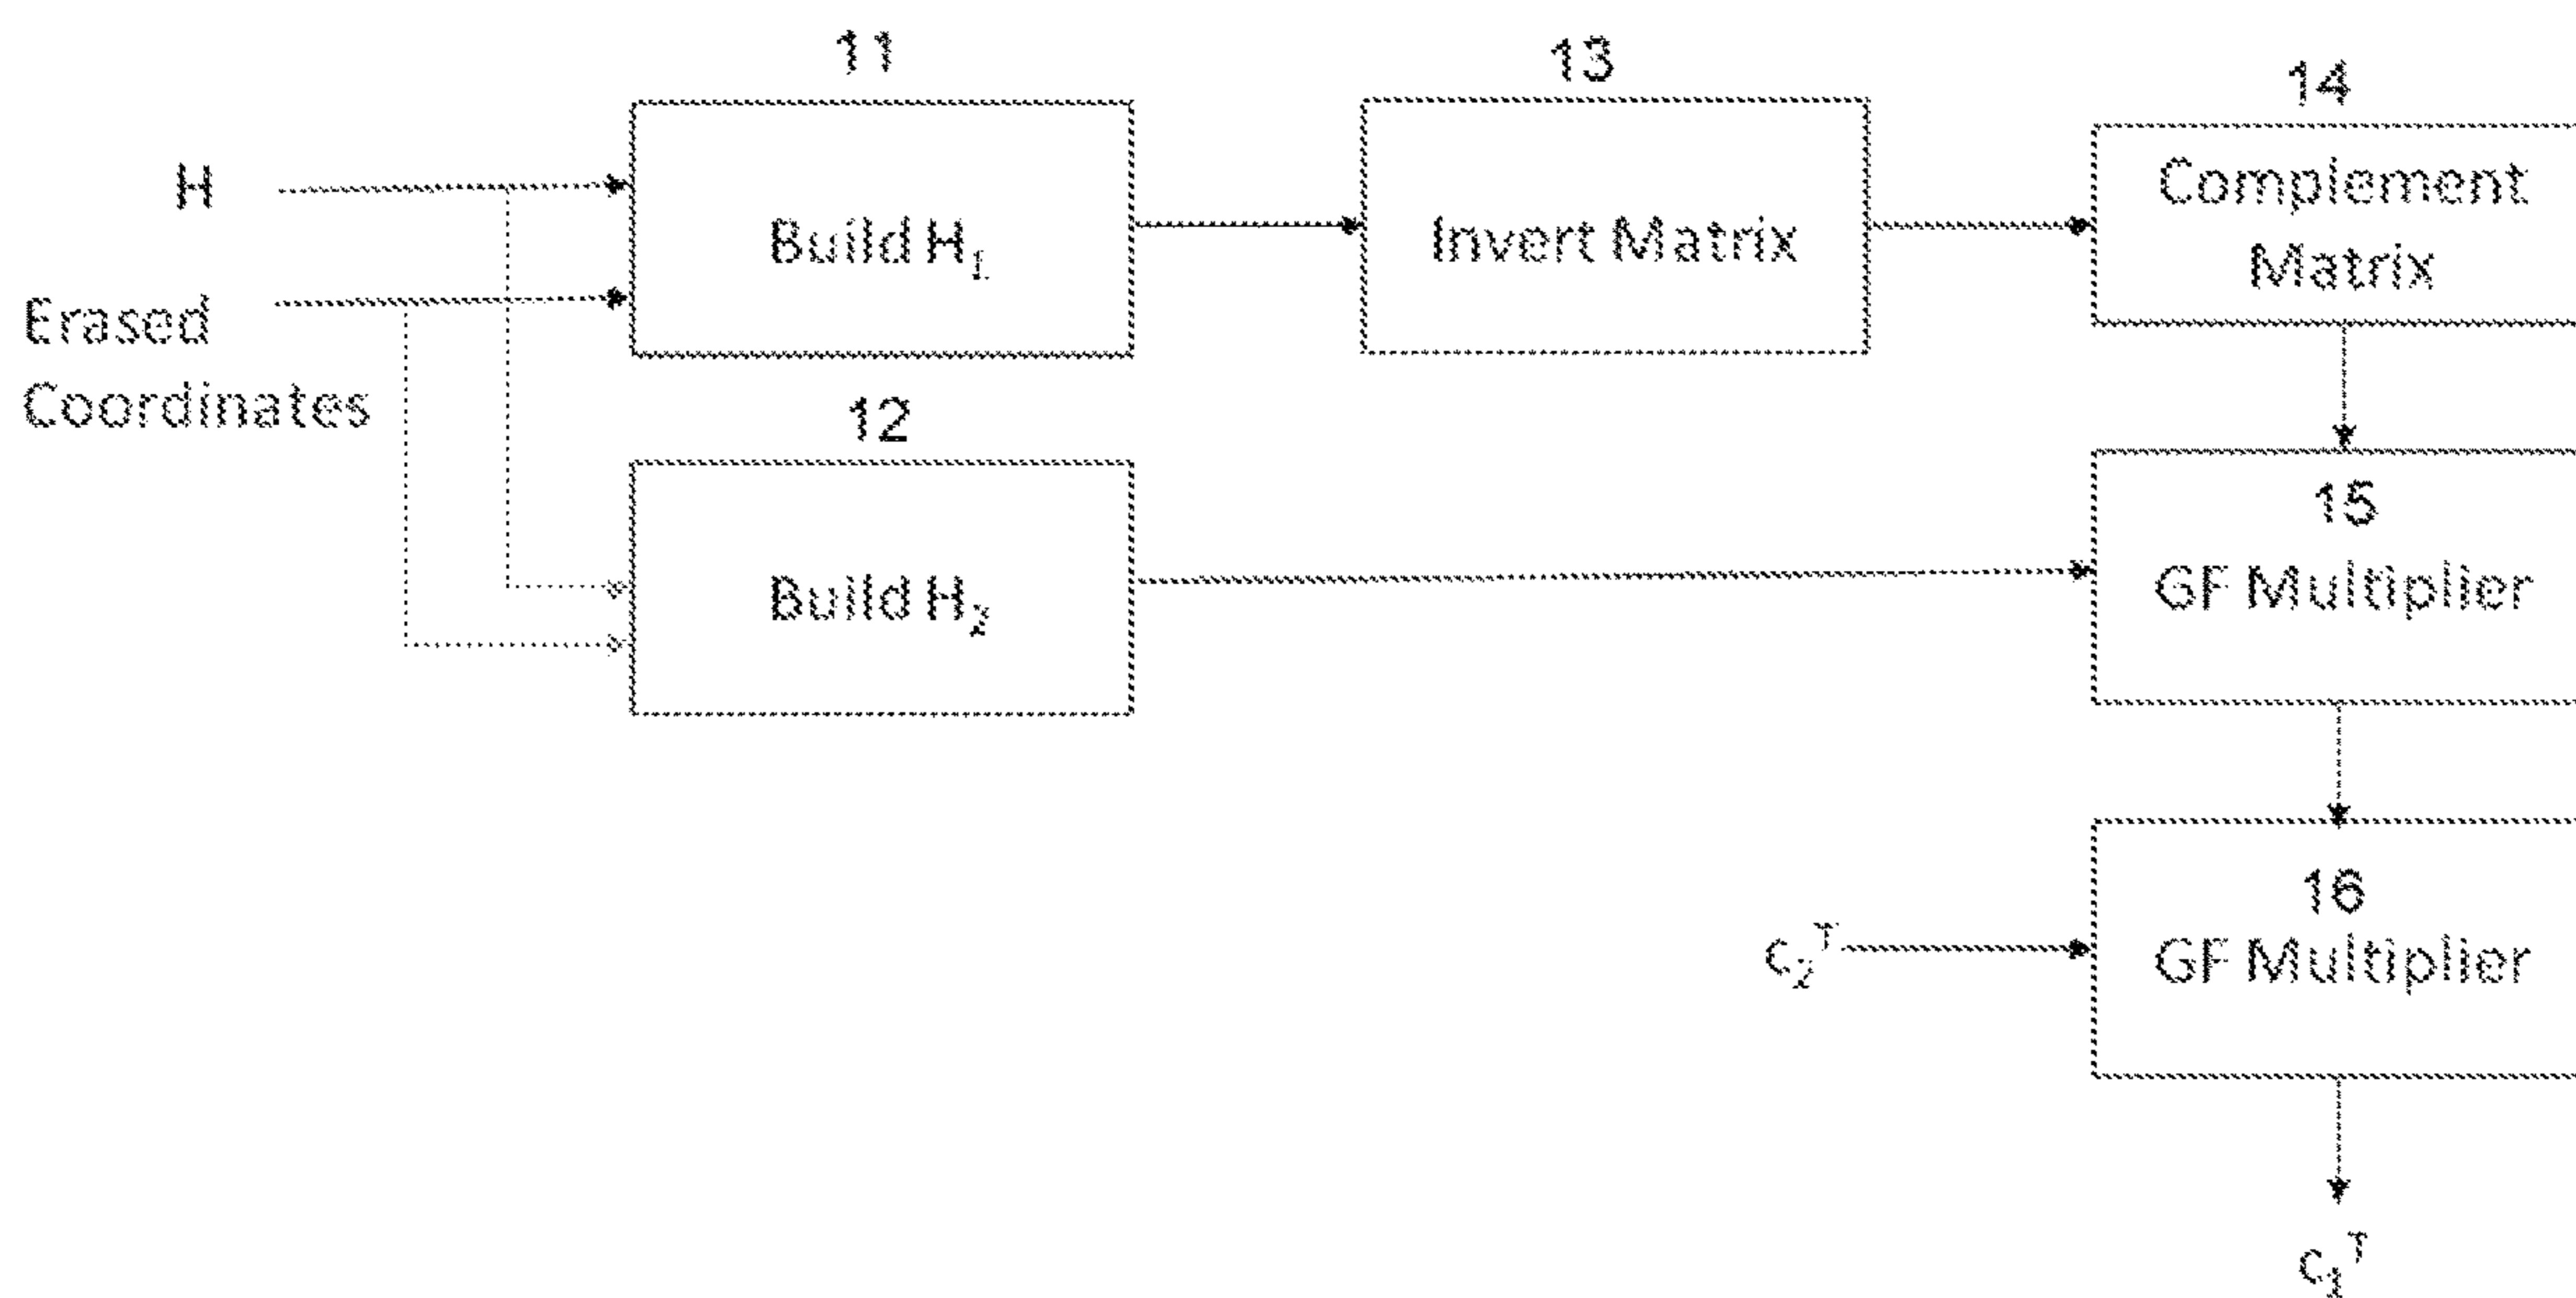 11
13
14
H
Build H₁
Invert Matrix
Complement
Matrix
Erased
Coordinates
12
Build H₂
15
GF Multiplier
16
GF Multiplier
c₂ᵀ
c₁ᵀ